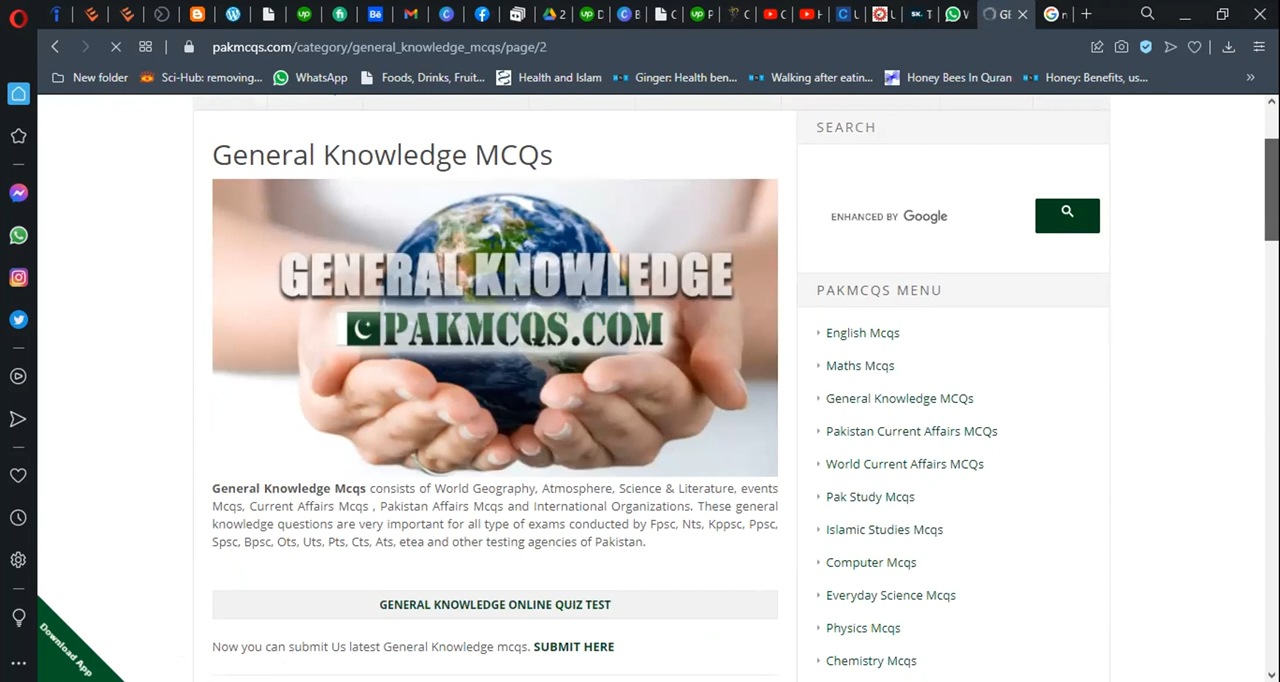 2
D
B
C
P
C
C
H
U
L
SK. T
W
GE
n
pakmcqs.com/category/general_knowledge_mcqs/page/2
New folder
Sci-Hub: removing...
WhatsApp
Foods, Drinks, Fruit...
Health and Islam
Ginger: Health ben...
Walking after eatin...
Honey Bees In Quran
Honey: Benefits, us...
General Knowledge MCQs
GENERAL KNOWLEDGE
PAKMCQS.COM
General Knowledge Mcqs consists of World Geography, Atmosphere, Science & Literature, events
Mcqs, Current Affairs Mcqs , Pakistan Affairs Mcqs and International Organizations. These general
knowledge questions are very important for all type of exams conducted by Fpsc, Nts, Kppsc, Ppsc,
Spsc, Bpsc, Ots, Uts, Pts, Cts, Ats, etea and other testing agencies of Pakistan.
GENERAL KNOWLEDGE ONLINE QUIZ TEST
Now you can submit Us latest General Knowledge mcqs. SUBMIT HERE
SEARCH
ENHANCED BY Google
PAKMCQS MENU
English Mcqs
Maths Mcqs
General Knowledge MCQs
Pakistan Current Affairs MCQs
World Current Affairs MCQs
Pak Study Mcqs
Islamic Studies Mcqs
Computer Mcqs
Everyday Science Mcqs
Physics Mcqs
Chemistry Mcqs
Download App